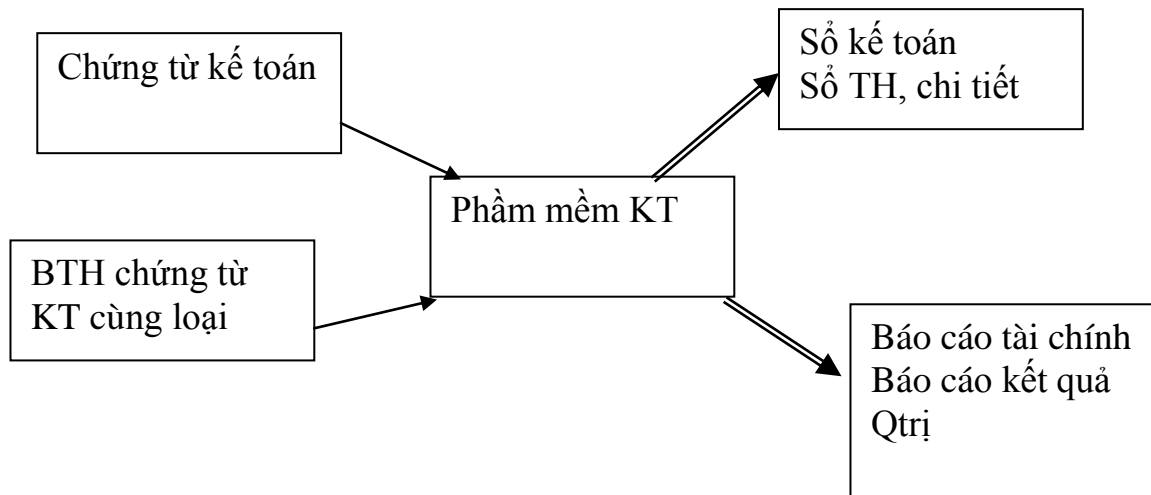 Chứng từ kế toán
Sổ kế toán
Sổ TH, chi tiết
Phầm mềm KT
BTH chứng từ
KT cùng loại
Báo cáo tài chính
Báo cáo kết quả
Qtrị